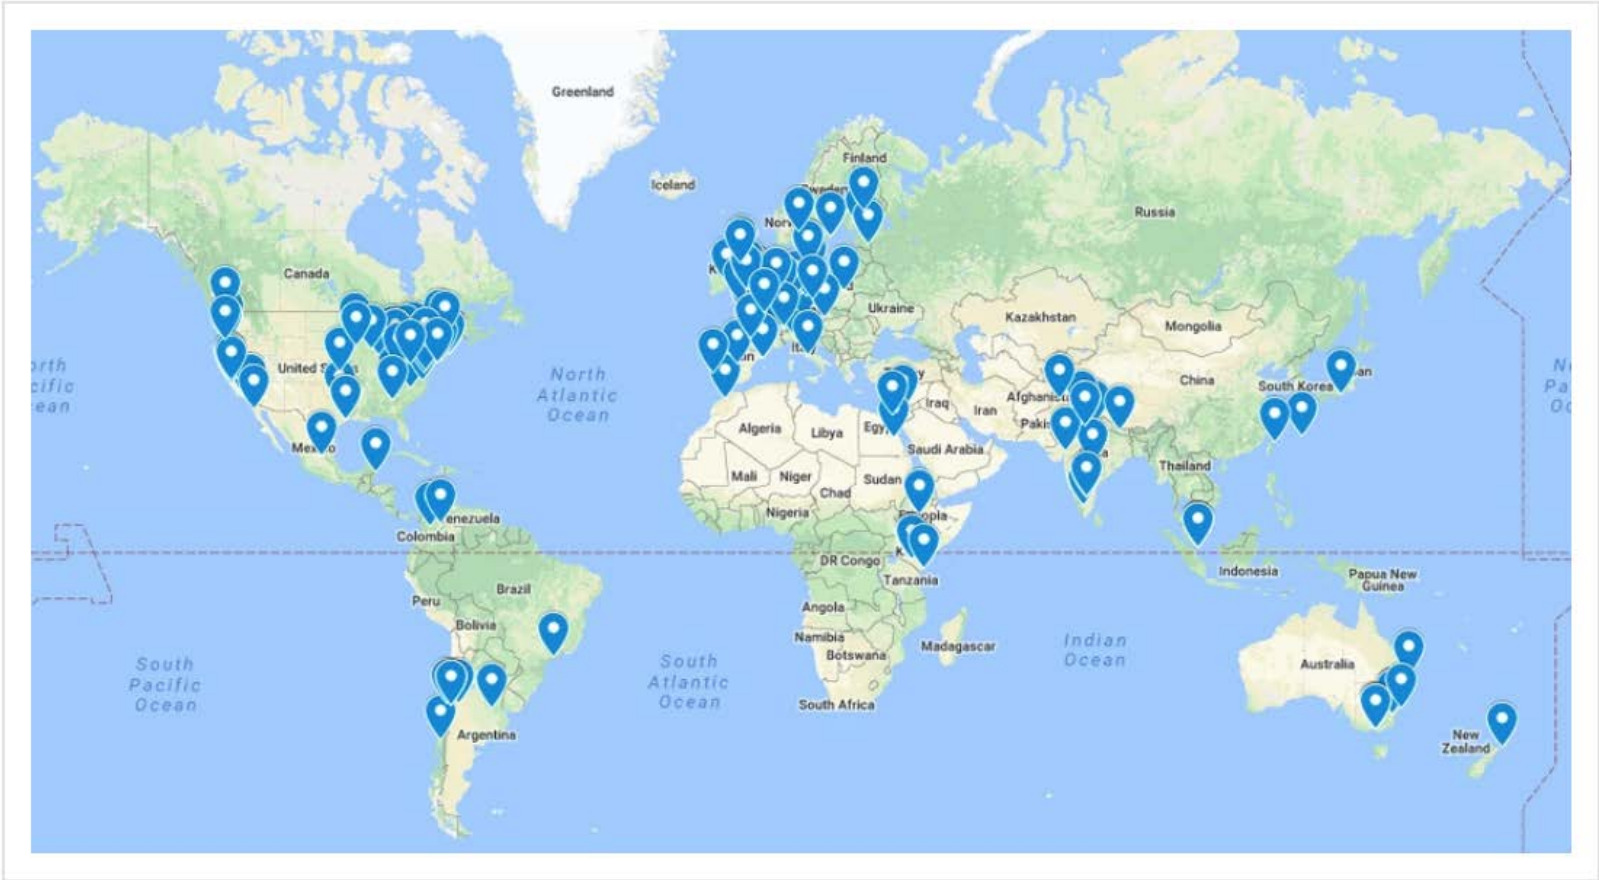 Greenland
Finland
Iceland
Sweden
Russia
Canada
Ukraine
Kazakhstan
Mongolia
North
Atlantic
Ocean
China
South Korea
Iraq
Iran
Algeria
Libya
Saudi Arabia
Mali
Niger
Sudan
Chad
Thailand
Nigeria
Colombia
DR Congo
Indonesia
Papua New
Guinea
Tanzania
Brazil
Peru
Angola
Bolivia
Namibia
Botswana
Madagascar
Indian
Ocean
Australia
South
Pacific
Ocean
South
Atlantic
Ocean
South Africa
Argentina
New
Zealand